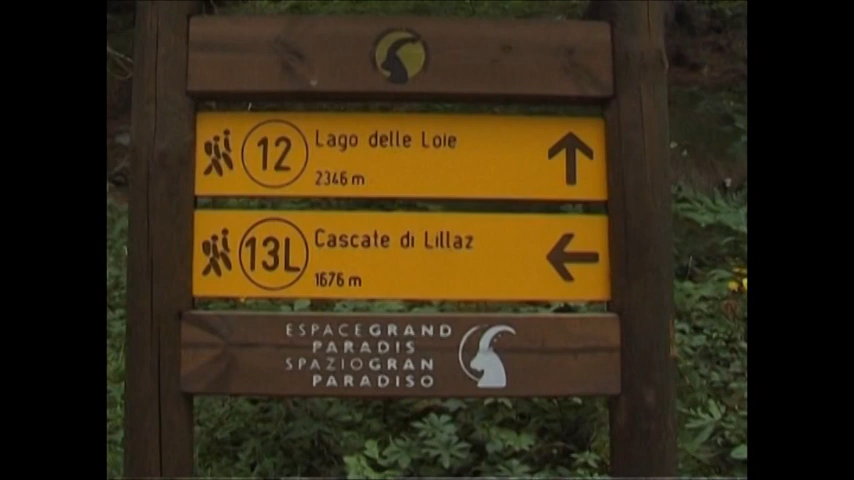 12 Lago delle Loie
2346 m
13L Cascate di Lillaz
1676 m
ESPACEGRAND
PARADIS
SPAZIOGRAN
PARADISO